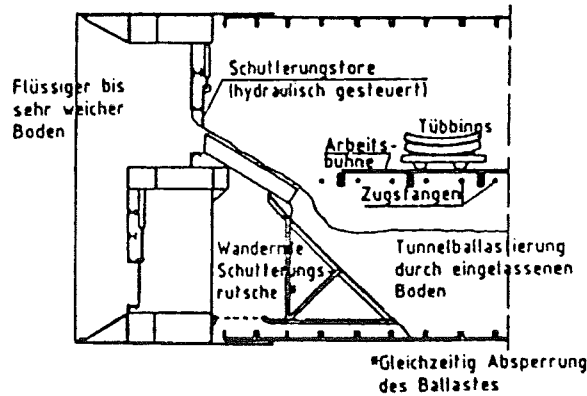 Flüssiger bis
sehr weicher
Boden
Schutterungstore
(hydraulisch gesteuert)
Tübbings
Arbeits-
bühne
Zugstangen
Wandernde
Schutterungs
rutsche
Tunnelballastierung
durch eingelassenen
Boden
*Gleichzeitig Absperrung
des Ballastes